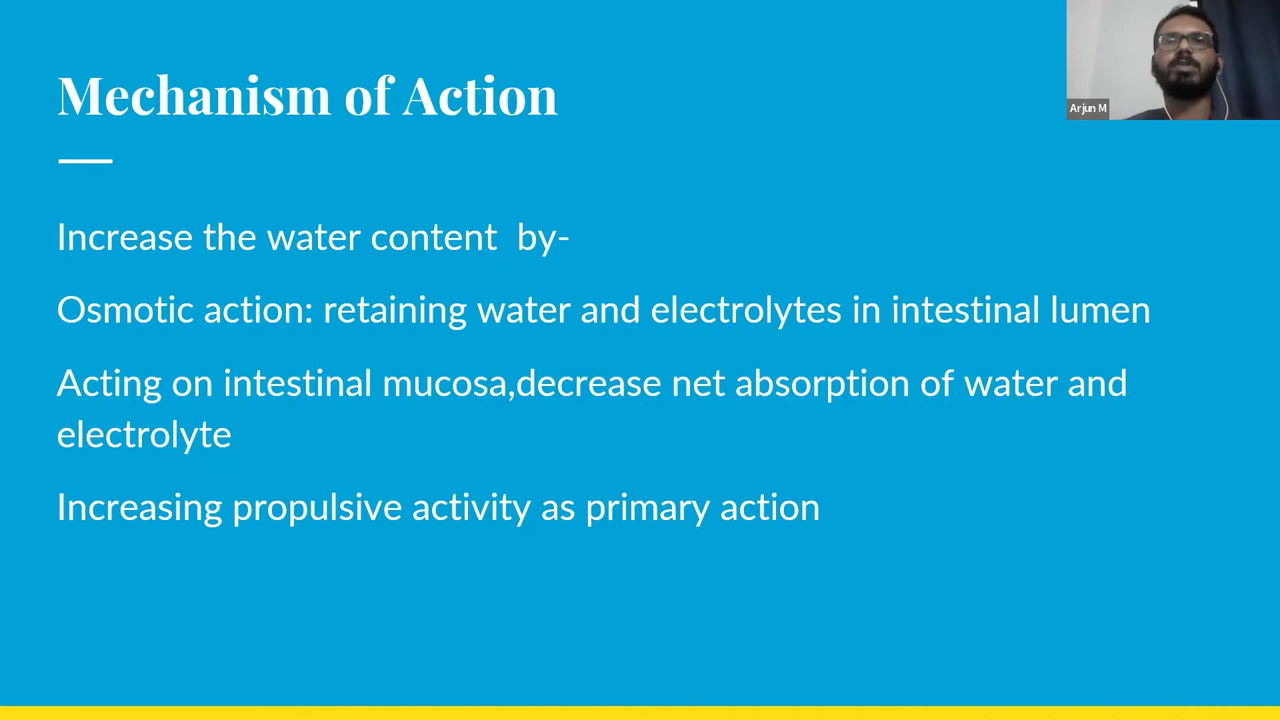 Mechanism of Action
Arjun M
Increase the water content  by-
Osmotic action: retaining water and electrolytes in intestinal lumen
Acting on intestinal mucosa,decrease net absorption of water and
electrolyte
Increasing propulsive activity as primary action